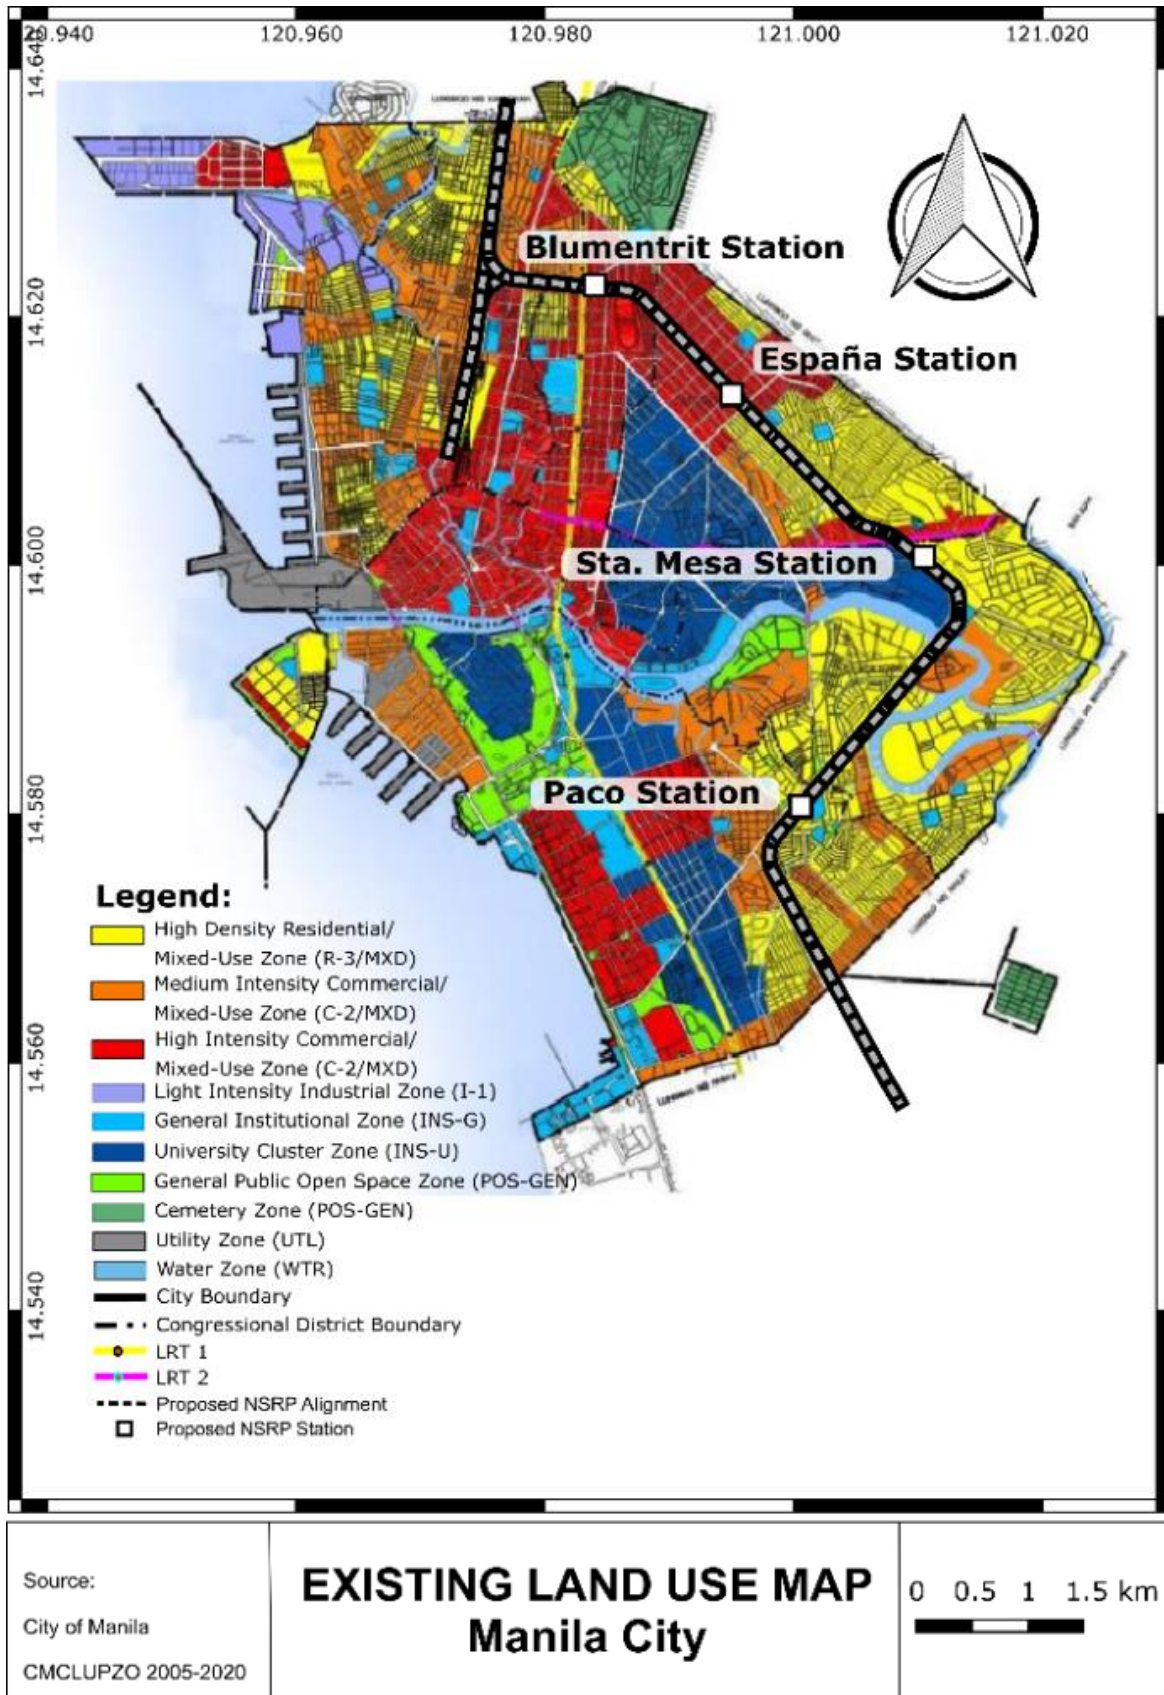 120.940 120.960 120.980 121.000 121.020
14.640
14.620
14.600
14.580
14.560
14.540
Blumentrit Station
España Station
Sta. Mesa Station
Paco Station
Legend:
High Density Residential/
Mixed-Use Zone (R-3/MXD)
Medium Intensity Commercial/
Mixed-Use Zone (C-2/MXD)
High Intensity Commercial/
Mixed-Use Zone (C-2/MXD)
Light Intensity Industrial Zone (I-1)
General Institutional Zone (INS-G)
University Cluster Zone (INS-U)
General Public Open Space Zone (POS-GEN)
Cemetery Zone (POS-GEN)
Utility Zone (UTL)
Water Zone (WTR)
City Boundary
Congressional District Boundary
LRT 1
LRT 2
Proposed NSRP Alignment
Proposed NSRP Station
Source:
City of Manila
CMCLUPZO 2005-2020
EXISTING LAND USE MAP
Manila City
0 0.5 1 1.5 km